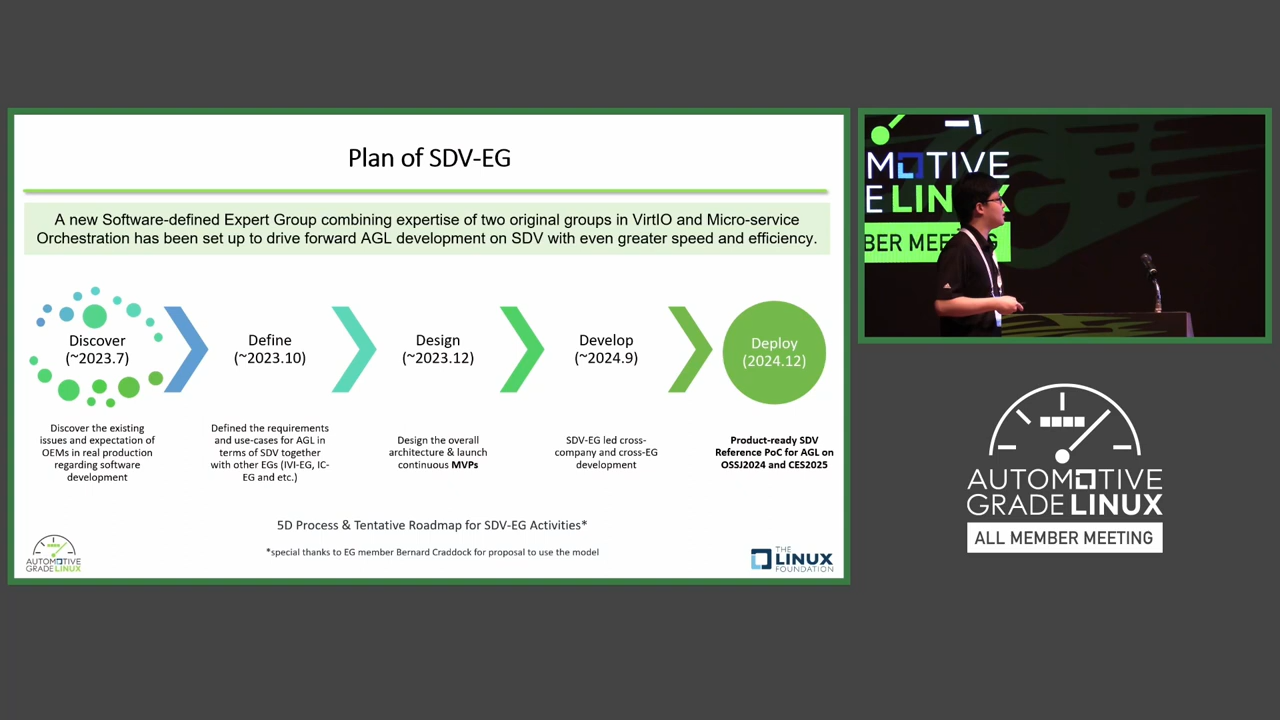 Plan of SDV-EG
A new Software-defined Expert Group combining expertise of two original groups in VirtIO and Micro-service
Orchestration has been set up to drive forward AGL development on SDV with even greater speed and efficiency.
Discover
(~2023.7)
Define
(~2023.10)
Design
(~2023.12)
Develop
(~2024.9)
Deploy
(2024.12)
Discover the existing
issues and expectation of
OEMs in real production
regarding software
development
Defined the requirements
and use-cases for AGL in
terms of SDV together
with other EGs (IVI-EG, IC-
EG and etc.)
Design the overall
architecture & launch
continuous MVPs
SDV-EG led cross-
company and cross-EG
development
Product-ready SDV
Reference PoC for AGL on
OSSJ2024 and CES2025
5D Process & Tentative Roadmap for SDV-EG Activities*
*special thanks to EG member Bernard Craddock for proposal to use the model
AUTOMOTIVE
GRADE LINUX
THE
LINUX
FOUNDATION
MOTIVE
E LINUX
BER MEETING
AUTOMOTIVE
GRADE LINUX
ALL MEMBER MEETING